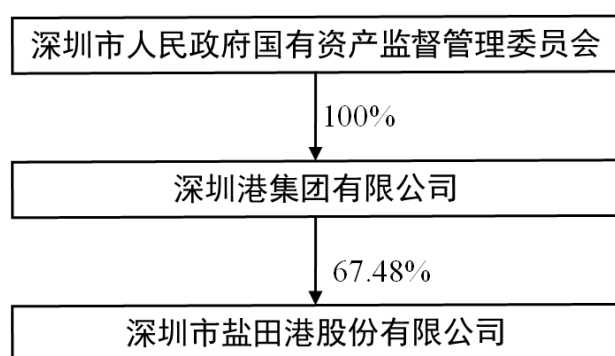 深圳市人民政府国有资产监督管理委员会
100%
深圳港集团有限公司
67.48%
深圳市盐田港股份有限公司